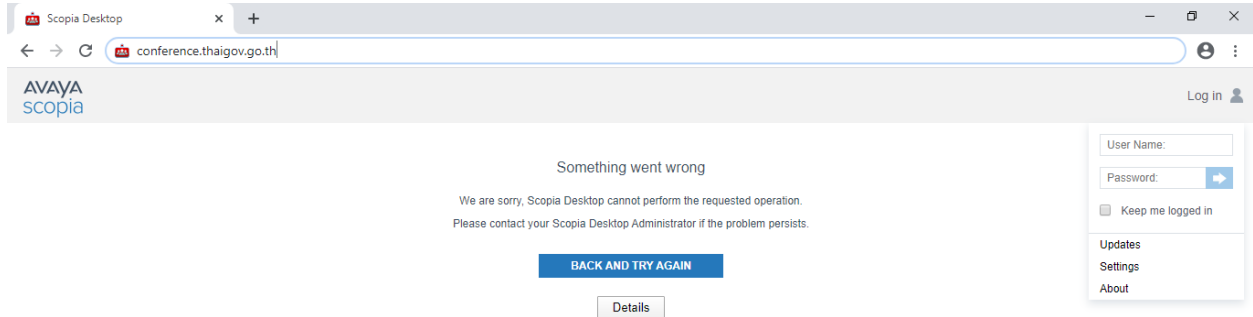 Scopia Desktop
conference.thaigov.go.th
AVAYA
scopia
Log in
User Name:
Password:
Keep me logged in
Updates
Settings
About
Something went wrong
We are sorry, Scopia Desktop cannot perform the requested operation.
Please contact your Scopia Desktop Administrator if the problem persists.
BACK AND TRY AGAIN
Details